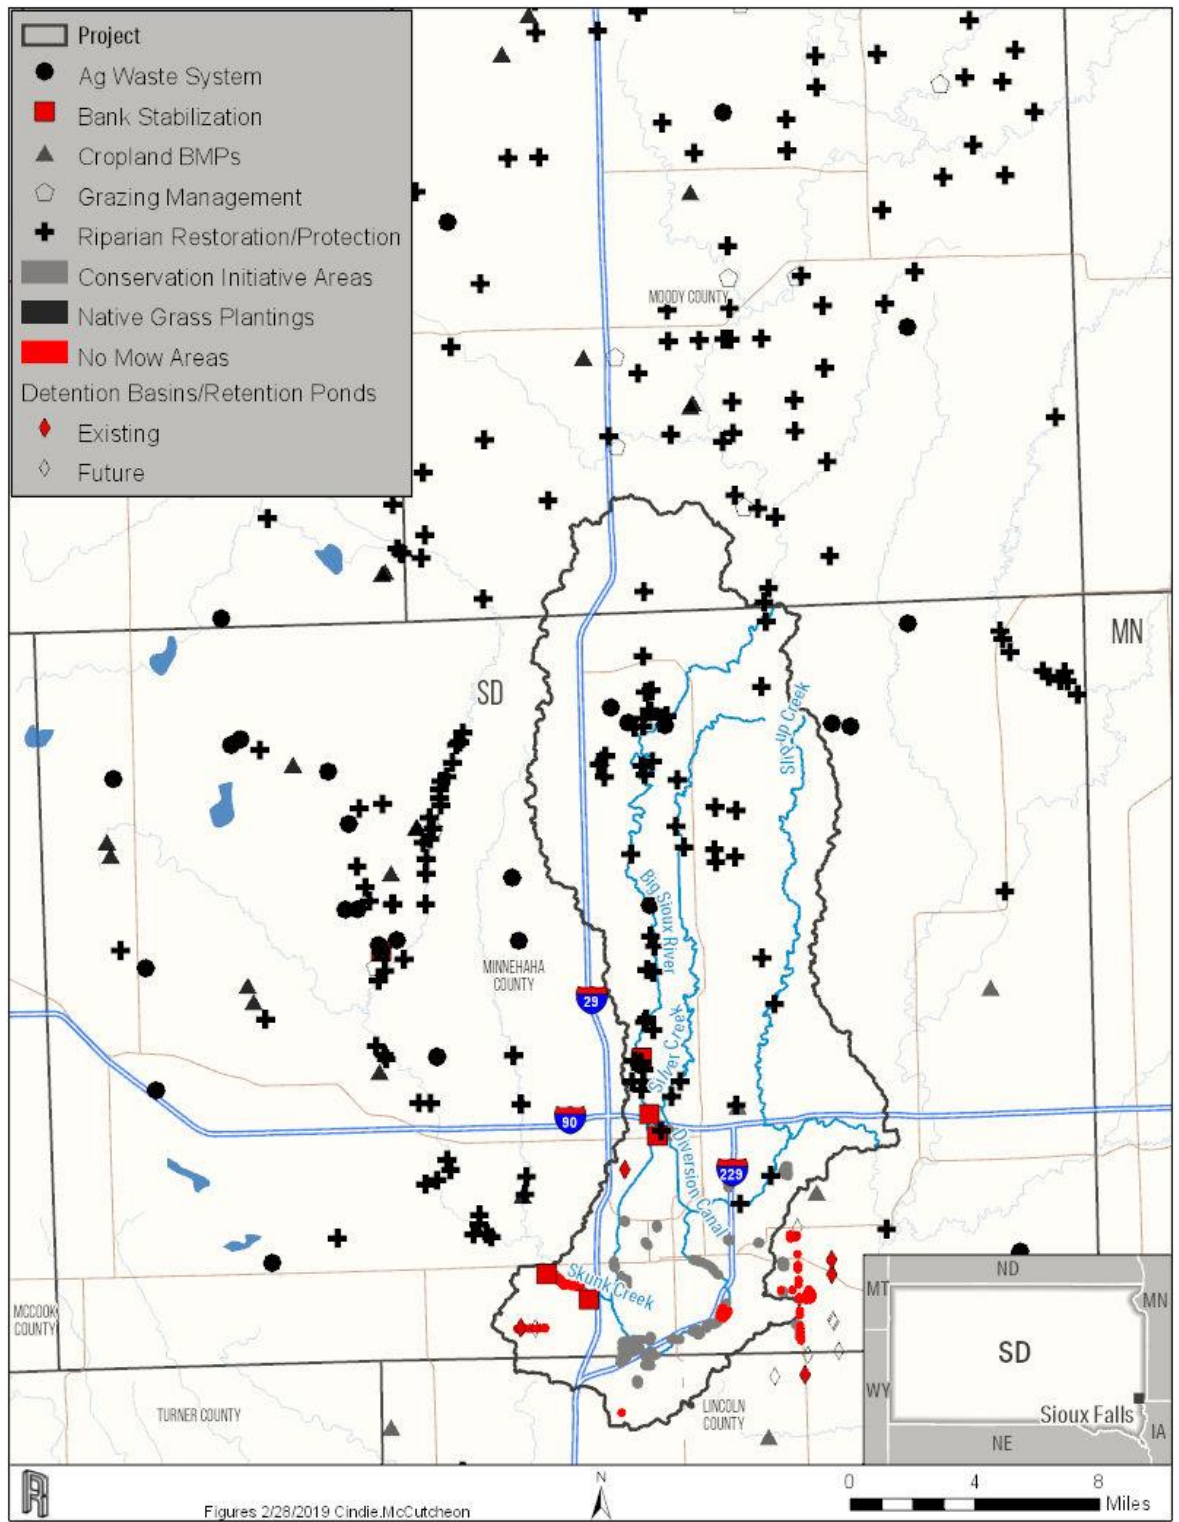 Project
Ag Waste System
Bank Stabilization
Cropland BMPs
Grazing Management
Riparian Restoration/Protection
Conservation Initiative Areas
Native Grass Plantings
No Mow Areas
Detention Basins/Retention Ponds
Existing
Future
MOODY COUNTY
MN
SD
Slip up Creek
Big Sioux River
MINNEHAHA
COUNTY
29
Silver Creek
90
Diversion Canal
229
Skunk Creek
MCCOOK
COUNTY
TURNER COUNTY
LINCOLN
COUNTY
ND
MT
MN
SD
WY
Sioux Falls
IA
NE
R
Figures 2/28/2019 Cindie.McCutcheon
N
0 4 8
Miles